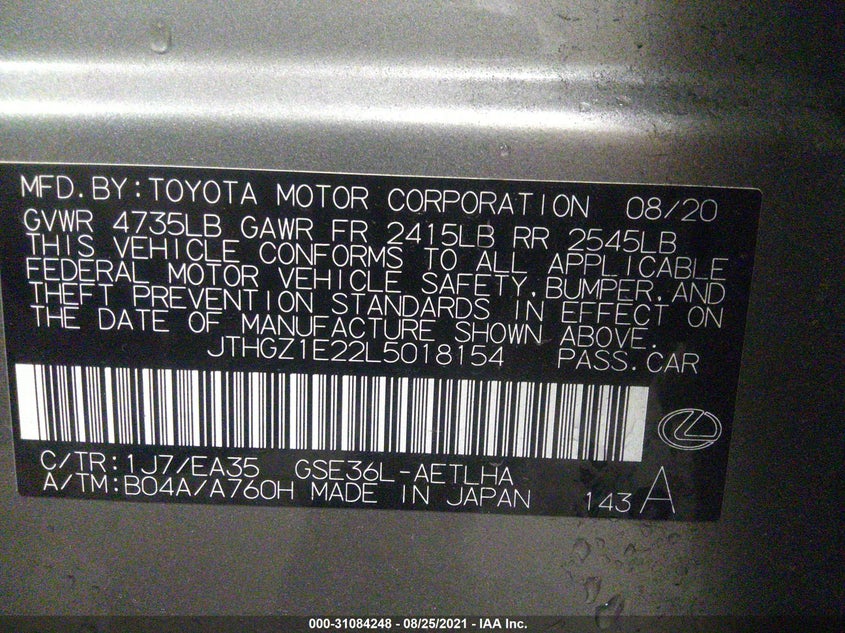 MFD.BY:TOYOTA MOTOR CORPORATION 08/20
GVWR 4735LB GAWR FR 2415LB RR 2545LB
THIS VEHICLE CONFORMS TO ALL APPLICABLE
FEDERAL MOTOR VEHICLE SAFETY,BUMPER,AND
THEFT PREVENTION STANDARDS IN EFFECT ON
THE DATE OF MANUFACTURE SHOWN ABOVE.
JTHGZ1E22L5018154 PASS.CAR
C/TR:1J7/EA35 GSE36L-AETLHA
A/TM:B04A/A760H MADE IN JAPAN 143 A
000-31084248 - 08/25/2021 - IAA Inc.